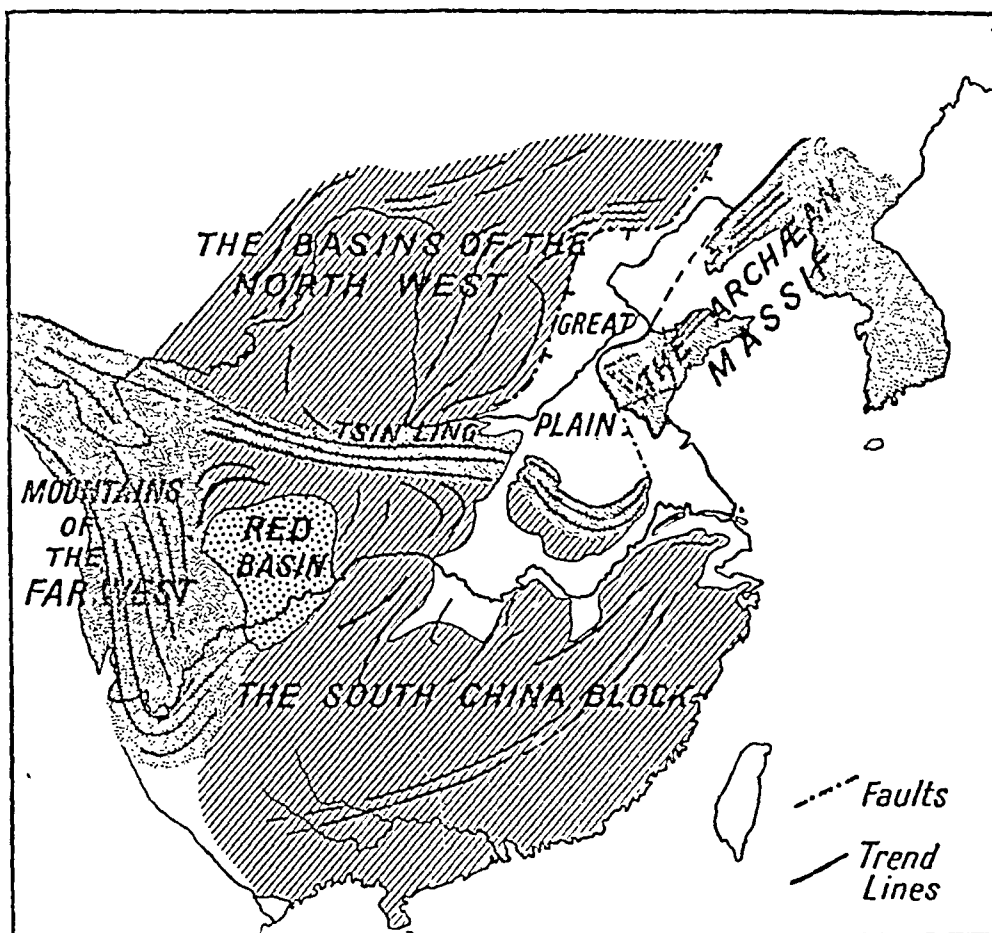 THE BASINS OF THE
NORTH WEST
THE ARCHÆAN
MASSIF
GREAT
PLAIN
TSIN LING
MOUNTAINS
OF
THE
FAR WEST
RED
BASIN
THE SOUTH CHINA BLOCK
Faults
Trend
Lines